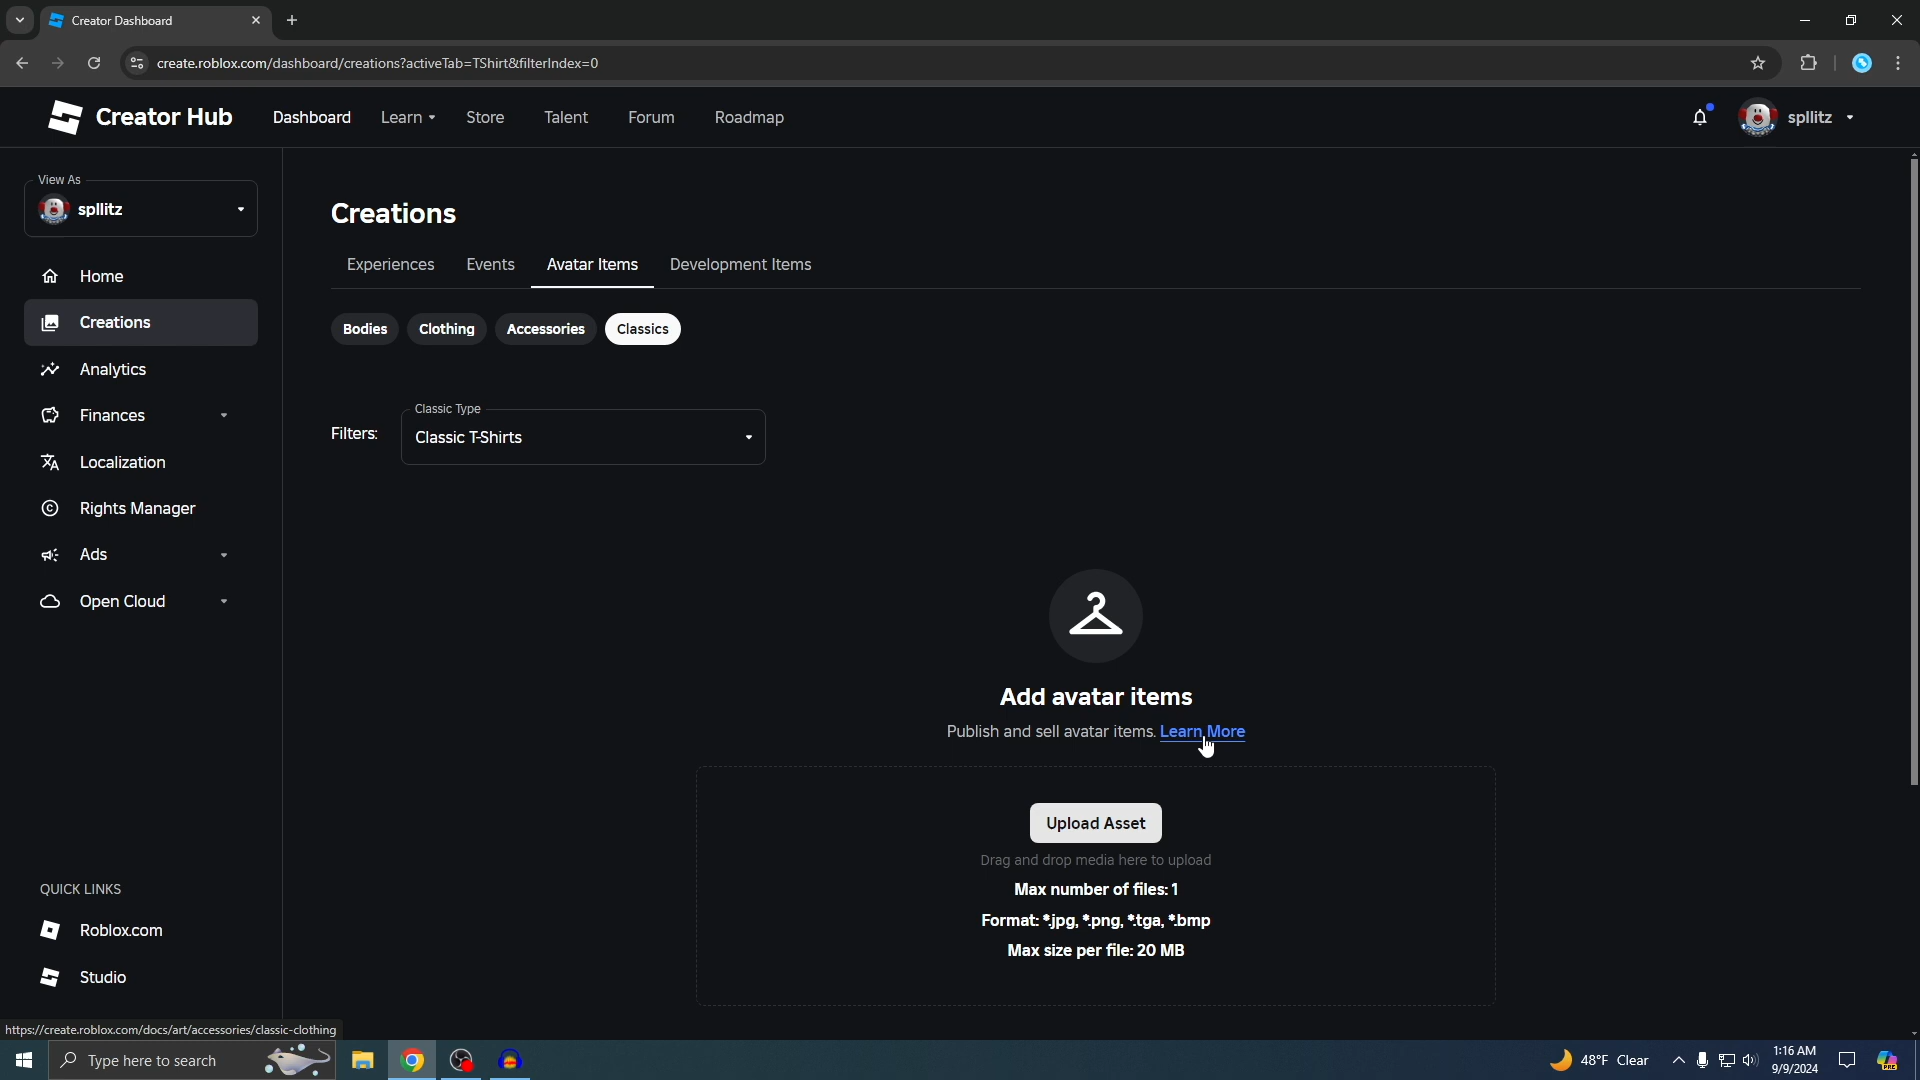 Creator Dashboard
create.roblox.com/dashboard/creations?activeTab=TShirt&filterIndex=0
Creator Hub
Dashboard
Learn
Store
Talent
Forum
Roadmap
spllitz
View As
spllitz
Home
Creations
Analytics
Finances
Localization
Rights Manager
Ads
Open Cloud
QUICK LINKS
Roblox.com
Studio
Creations
Experiences
Events
Avatar Items
Development Items
Bodies
Clothing
Accessories
Classics
Filters:
Classic Type
Classic T-Shirts
Add avatar items
Publish and sell avatar items. Learn More
Upload Asset
Drag and drop media here to upload
Max number of files: 1
Format: *.jpg, *.png, *.tga, *.bmp
Max size per file: 20 MB
https://create.roblox.com/docs/art/accessories/classic-clothing
Type here to search
48°F Clear
1:16 AM
9/9/2024
PRE